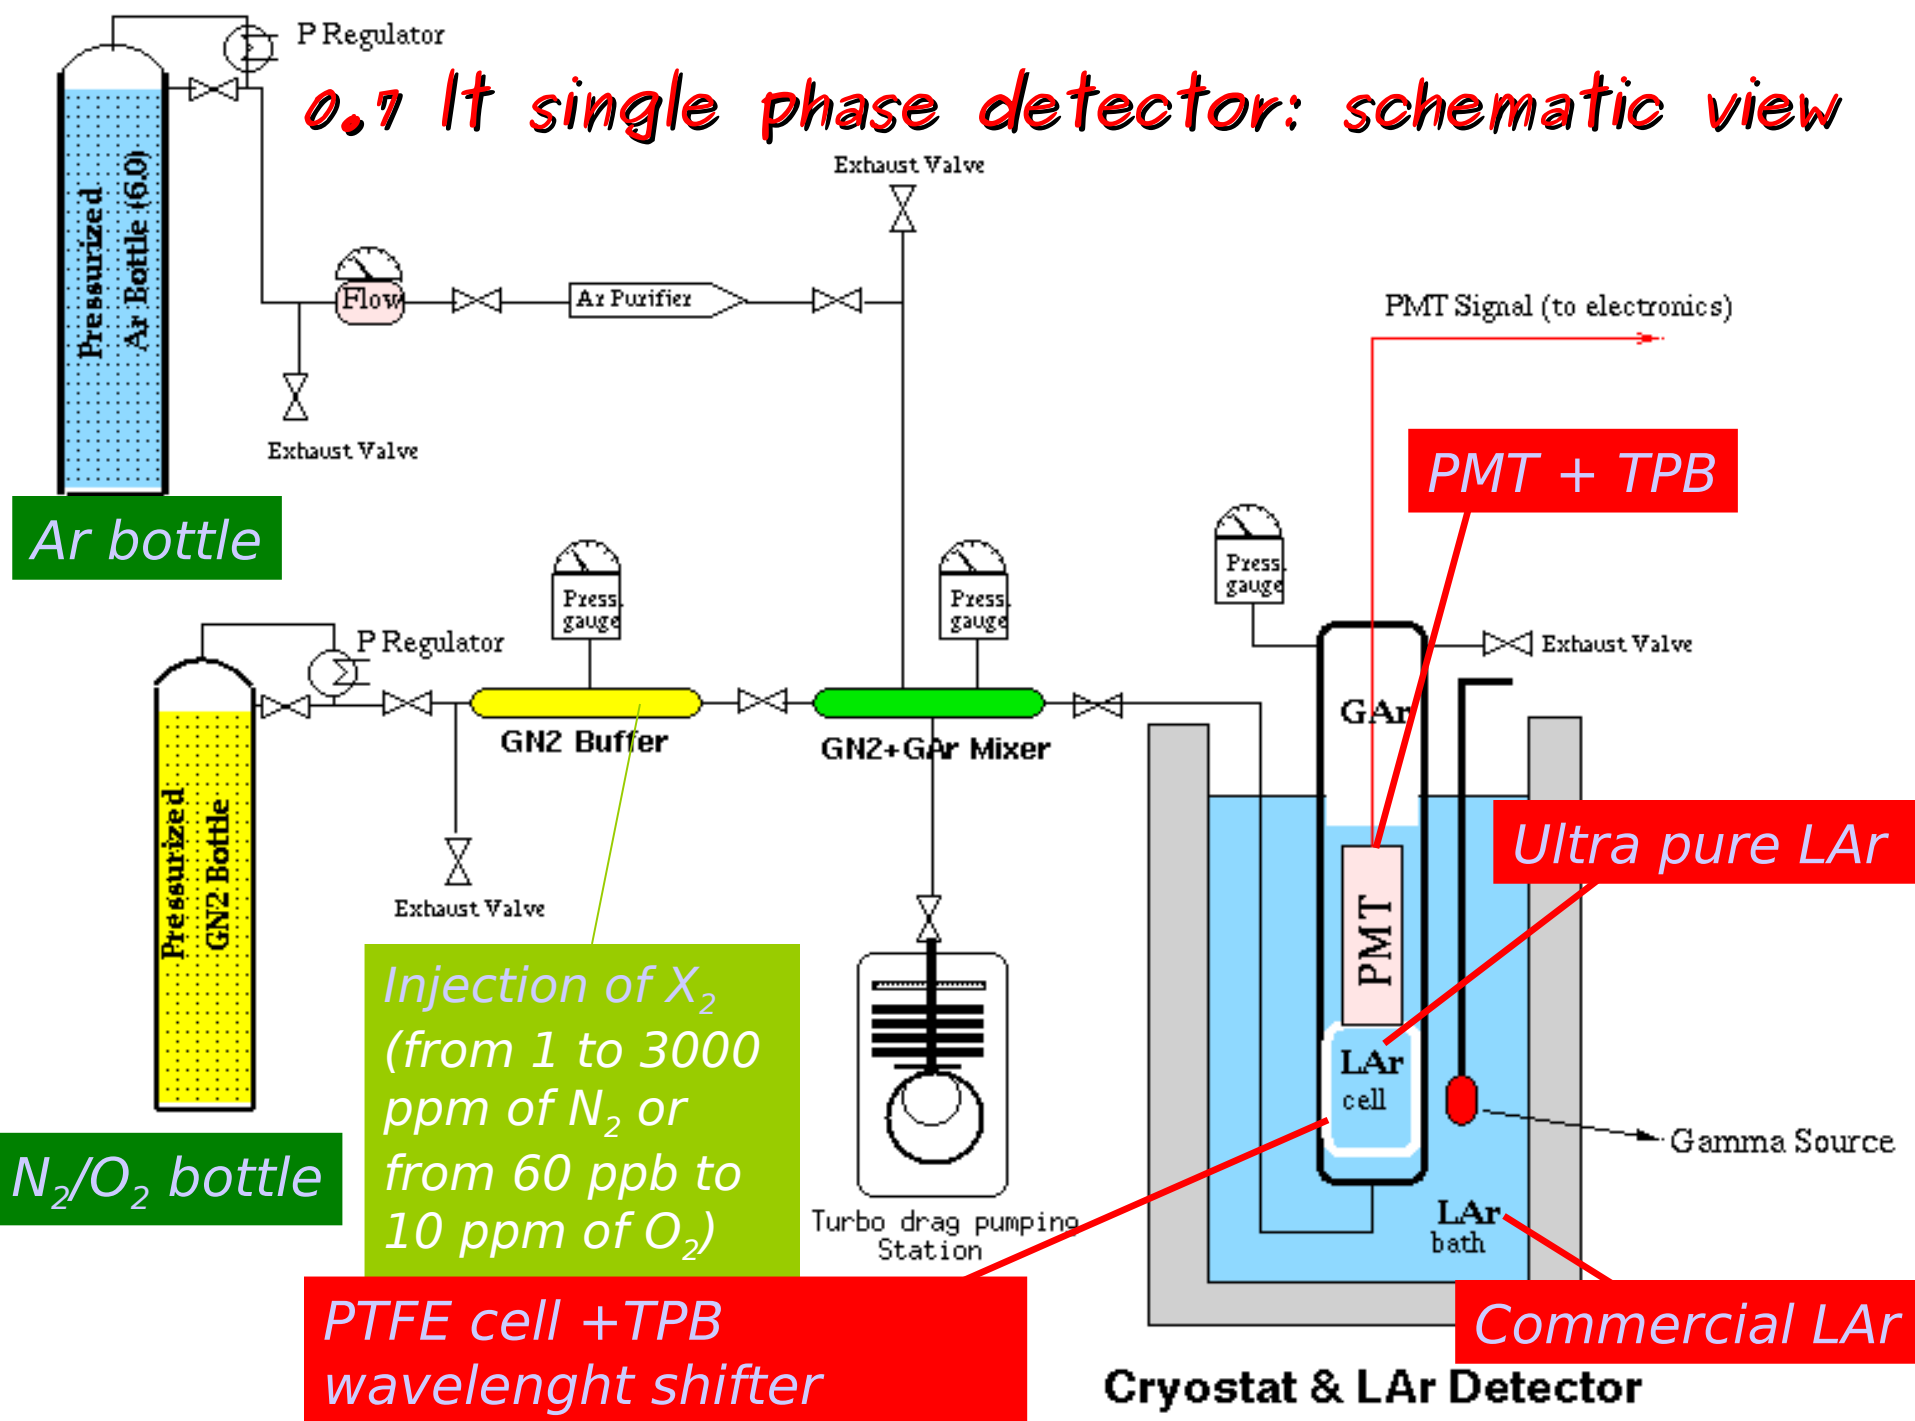 P Regulator
0.7 lt single phase detector: schematic view
Exhaust Valve
Pressurized
Ar Bottle (6.0)
Flow
Ar Purifier
PMT Signal (to electronics)
Exhaust Valve
PMT + TPB
Ar bottle
Press.
gauge
Press.
gauge
Press.
gauge
P Regulator
Exhaust Valve
GAr
GN2 Buffer
GN2+GAr Mixer
Pressurized
GN2 Bottle
Ultra pure LAr
Exhaust Valve
PMT
Injection of X2
(from 1 to 3000
ppm of N2 or
from 60 ppb to
10 ppm of O2)
LAr
cell
Gamma Source
N2/O2 bottle
LAr
bath
Turbo drag pumping
Station
PTFE cell +TPB
wavelenght shifter
Commercial LAr
Cryostat & LAr Detector